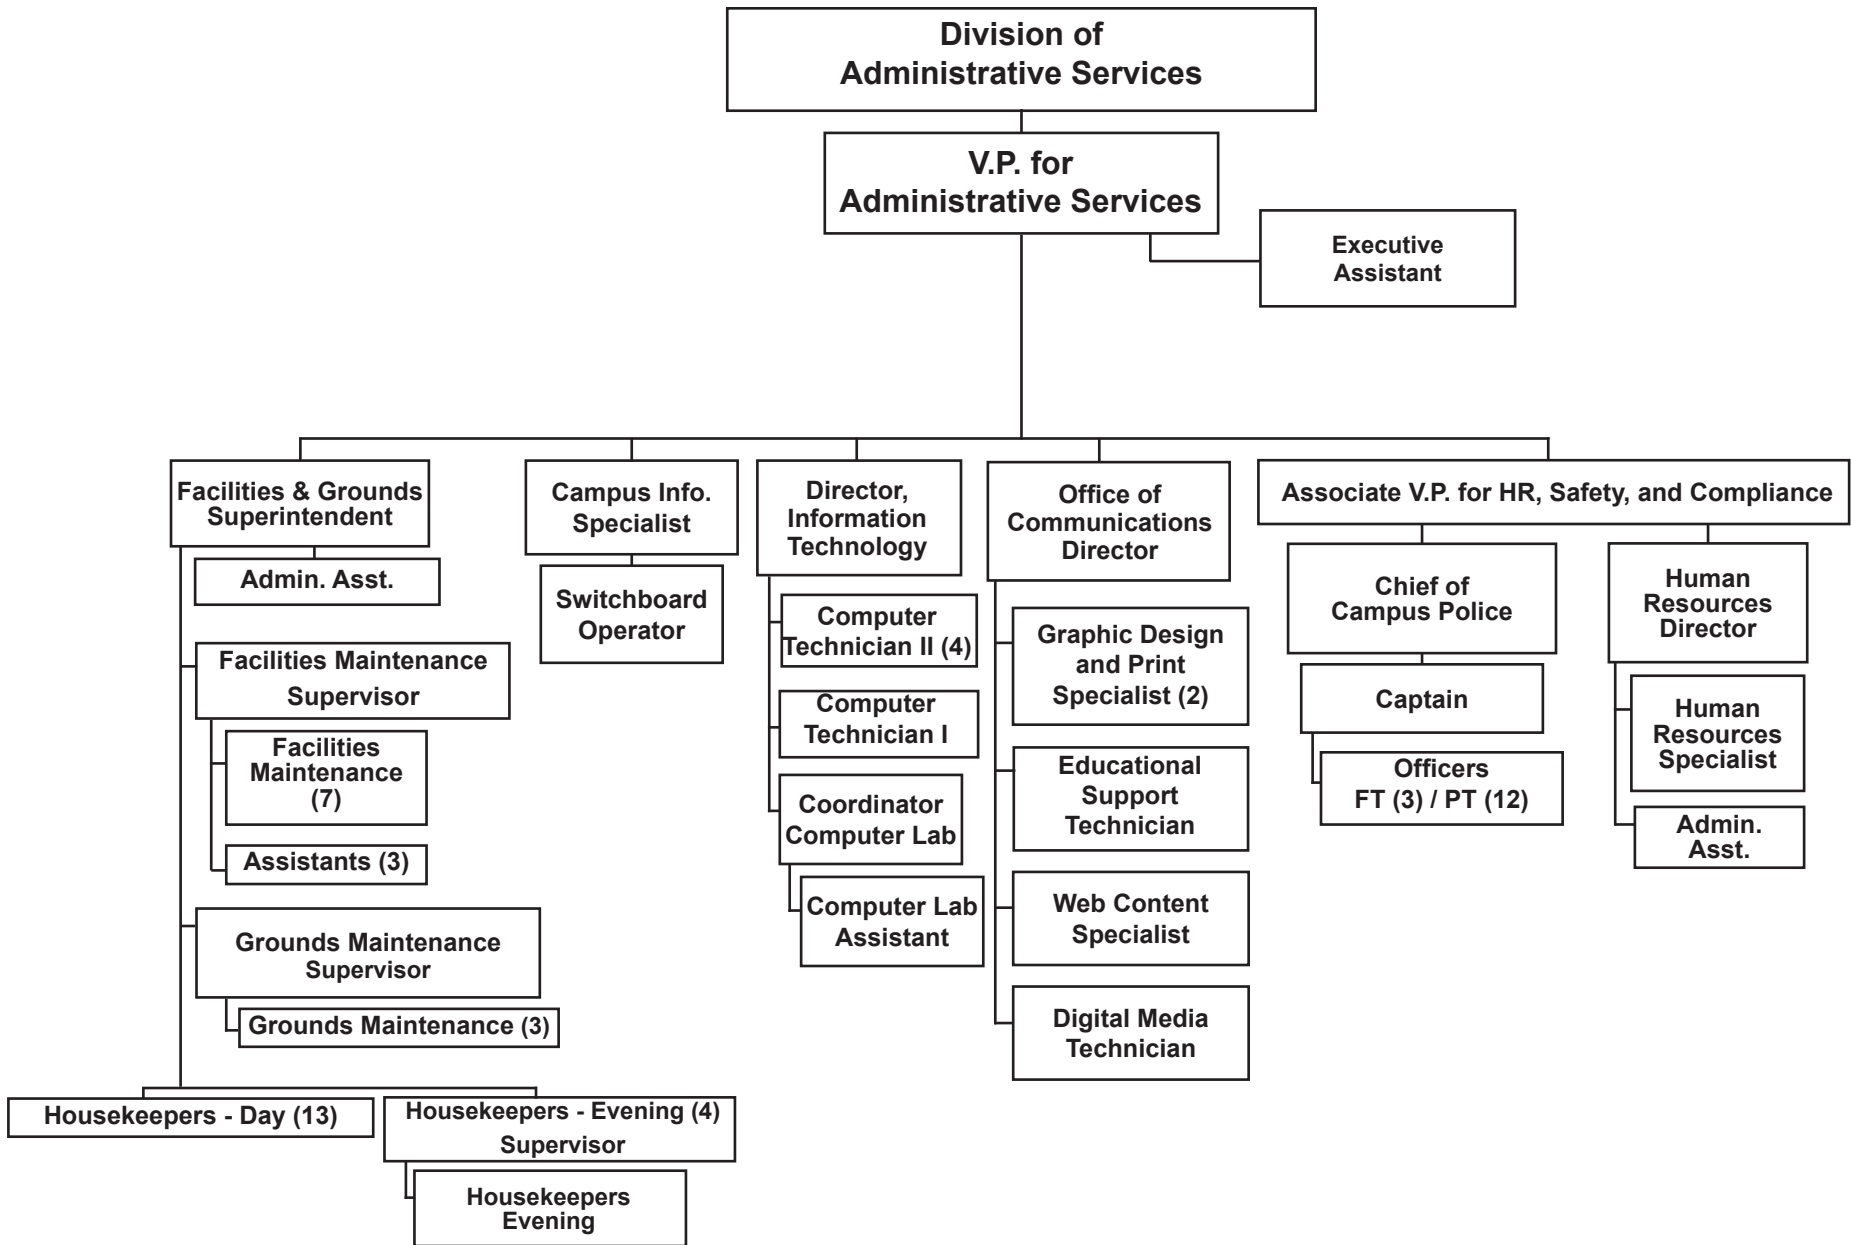 Division of
Administrative Services
V.P. for
Administrative Services
Executive
Assistant
Facilities & Grounds
Superintendent
Admin. Asst.
Facilities Maintenance
Supervisor
Facilities
Maintenance
(7)
Assistants (3)
Grounds Maintenance
Supervisor
Grounds Maintenance (3)
Housekeepers - Day (13)
Housekeepers - Evening (4)
Supervisor
Housekeepers
Evening
Campus Info.
Specialist
Switchboard
Operator
Director,
Information
Technology
Computer
Technician II (4)
Computer
Technician I
Coordinator
Computer Lab
Computer Lab
Assistant
Office of
Communications
Director
Graphic Design
and Print
Specialist (2)
Educational
Support
Technician
Web Content
Specialist
Digital Media
Technician
Associate V.P. for HR, Safety, and Compliance
Chief of
Campus Police
Captain
Officers
FT (3) / PT (12)
Human
Resources
Director
Human
Resources
Specialist
Admin.
Asst.